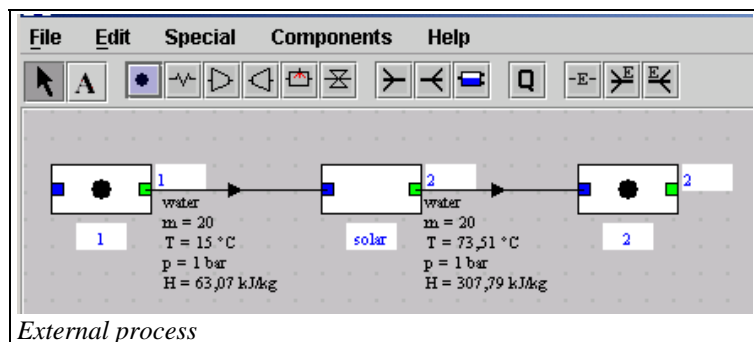 File Edit Special Components Help
A Q -E- E E
1 2 2
water water
m = 20 m = 20
1 solar T = 15 °C T = 73,51 °C 2
p = 1 bar p = 1 bar
H = 63,07 kJ/kg H = 307,79 kJ/kg
External process